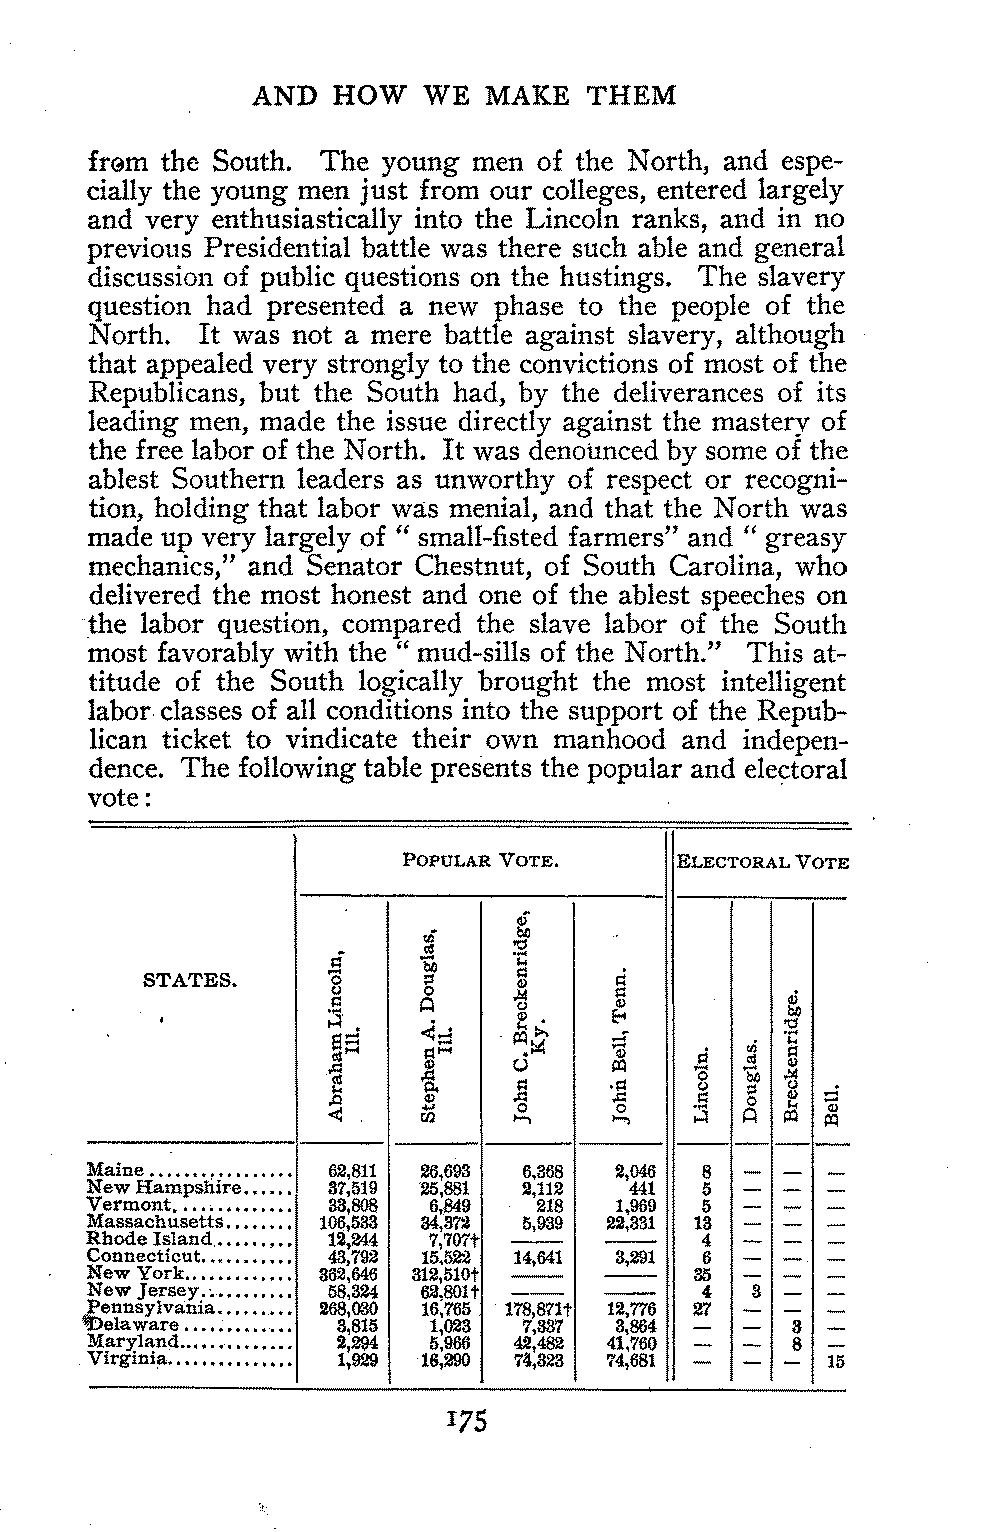 AND HOW WE MAKE THEM
from the South. The young men of the North, and espe-
cially the young men just from our colleges, entered largely
and very enthusiastically into the Lincoln ranks, and in no
previous Presidential battle was there such able and general
discussion of public questions on the hustings. The slavery
question had presented a new phase to the people of the
North. It was not a mere battle against slavery, although
that appealed very strongly to the convictions of most of the
Republicans, but the South had, by the deliverances of its
leading men, made the issue directly against the mastery of
the free labor of the North. It was denounced by some of the
ablest Southern leaders as unworthy of respect or recogni-
tion, holding that labor was menial, and that the North was
made up very largely of “ small-fisted farmers” and “ greasy
mechanics,” and Senator Chestnut, of South Carolina, who
delivered the most honest and one of the ablest speeches on
the labor question, compared the slave labor of the South
most favorably with the “ mud-sills of the North.” This at-
titude of the South logically brought the most intelligent
labor classes of all conditions into the support of the Repub-
lican ticket to vindicate their own manhood and indepen-
dence. The following table presents the popular and electoral
vote :
STATES.
POPULAR VOTE.
ELECTORAL VOTE
Abraham Lincoln, Ill.
Stephen A. Douglas, Ill.
John C. Breckenridge, Ky.
John Bell, Tenn.
Lincoln.
Douglas.
Breckenridge.
Bell.
Maine ................. 62,811 26,693 6,368 2,046 8 — — —
New Hampshire...... 37,519 25,881 2,112 441 5 — — —
Vermont.............. 33,808 6,849 218 1,969 5 — — —
Massachusetts........ 106,533 34,372 5,939 22,331 13 — — —
Rhode Island.......... 12,244 7,707† — — 4 — — —
Connecticut........... 43,792 15,522 14,641 3,291 6 — — —
New York............. 362,646 312,510† — — 35 — — —
New Jersey........... 58,324 62,801† — — 4 3 — —
Pennsylvania......... 268,030 16,765 178,871† 12,776 27 — — —
Delaware ............. 3,815 1,023 7,337 3,864 — — 3 —
Maryland.............. 2,294 5,966 42,482 41,760 — — 8 —
Virginia............... 1,929 16,290 74,323 74,681 — — — 15
175